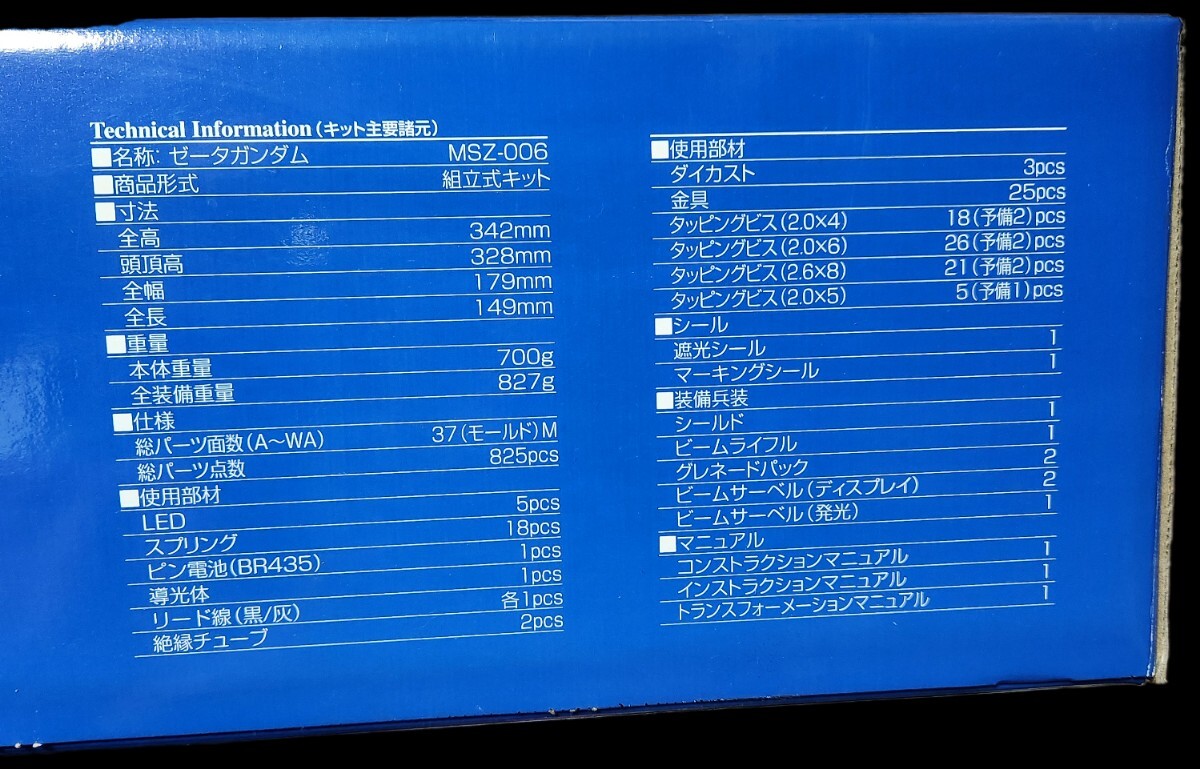 Technical Information(キット主要諸元)
■名称: ゼータガンダム MSZ-006
■商品形式 組立式キット
■寸法
全高 342mm
頭頂高 328mm
全幅 179mm
全長 149mm
■重量
本体重量 700g
全装備重量 827g
■仕様
総パーツ面数(A〜WA) 37(モールド)M
総パーツ点数 825pcs
■使用部材
LED 5pcs
スプリング 18pcs
ピン電池(BR435) 1pcs
導光体 1pcs
リード線(黒/灰) 各1pcs
絶縁チューブ 2pcs
■使用部材
ダイカスト 3pcs
金具 25pcs
タッピングビス(2.0×4) 18(予備2)pcs
タッピングビス(2.0×6) 26(予備2)pcs
タッピングビス(2.6×8) 21(予備2)pcs
タッピングビス(2.0×5) 5(予備1)pcs
■シール
遮光シール 1
マーキングシール 1
■装備兵装
シールド 1
ビームライフル 1
グレネードパック 2
ビームサーベル(ディスプレイ) 2
ビームサーベル(発光) 1
■マニュアル
コンストラクションマニュアル 1
インストラクションマニュアル 1
トランスフォーメーションマニュアル 1